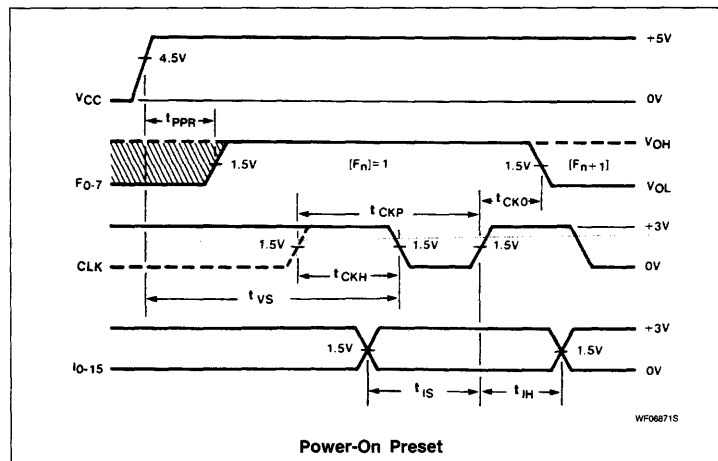 +5V
4.5V
VCC
0V
tPPR
VOH
1.5V
[Fn]=1
1.5V
[Fn+1]
F0-7
VOL
tCKP
tCKO
+3V
1.5V
1.5V
1.5V
CLK
0V
tCKH
tVS
+3V
1.5V
1.5V
I0-15
0V
tIS
tIH
WF06871S
Power-On Preset